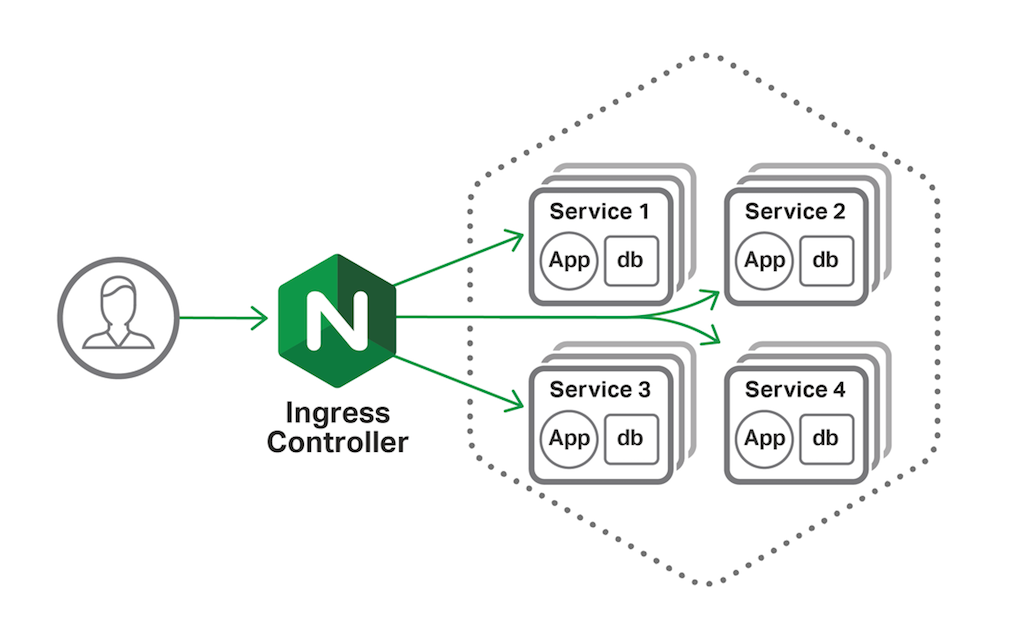 N
Ingress
Controller
Service 1
App db
Service 2
App db
Service 3
App db
Service 4
App db